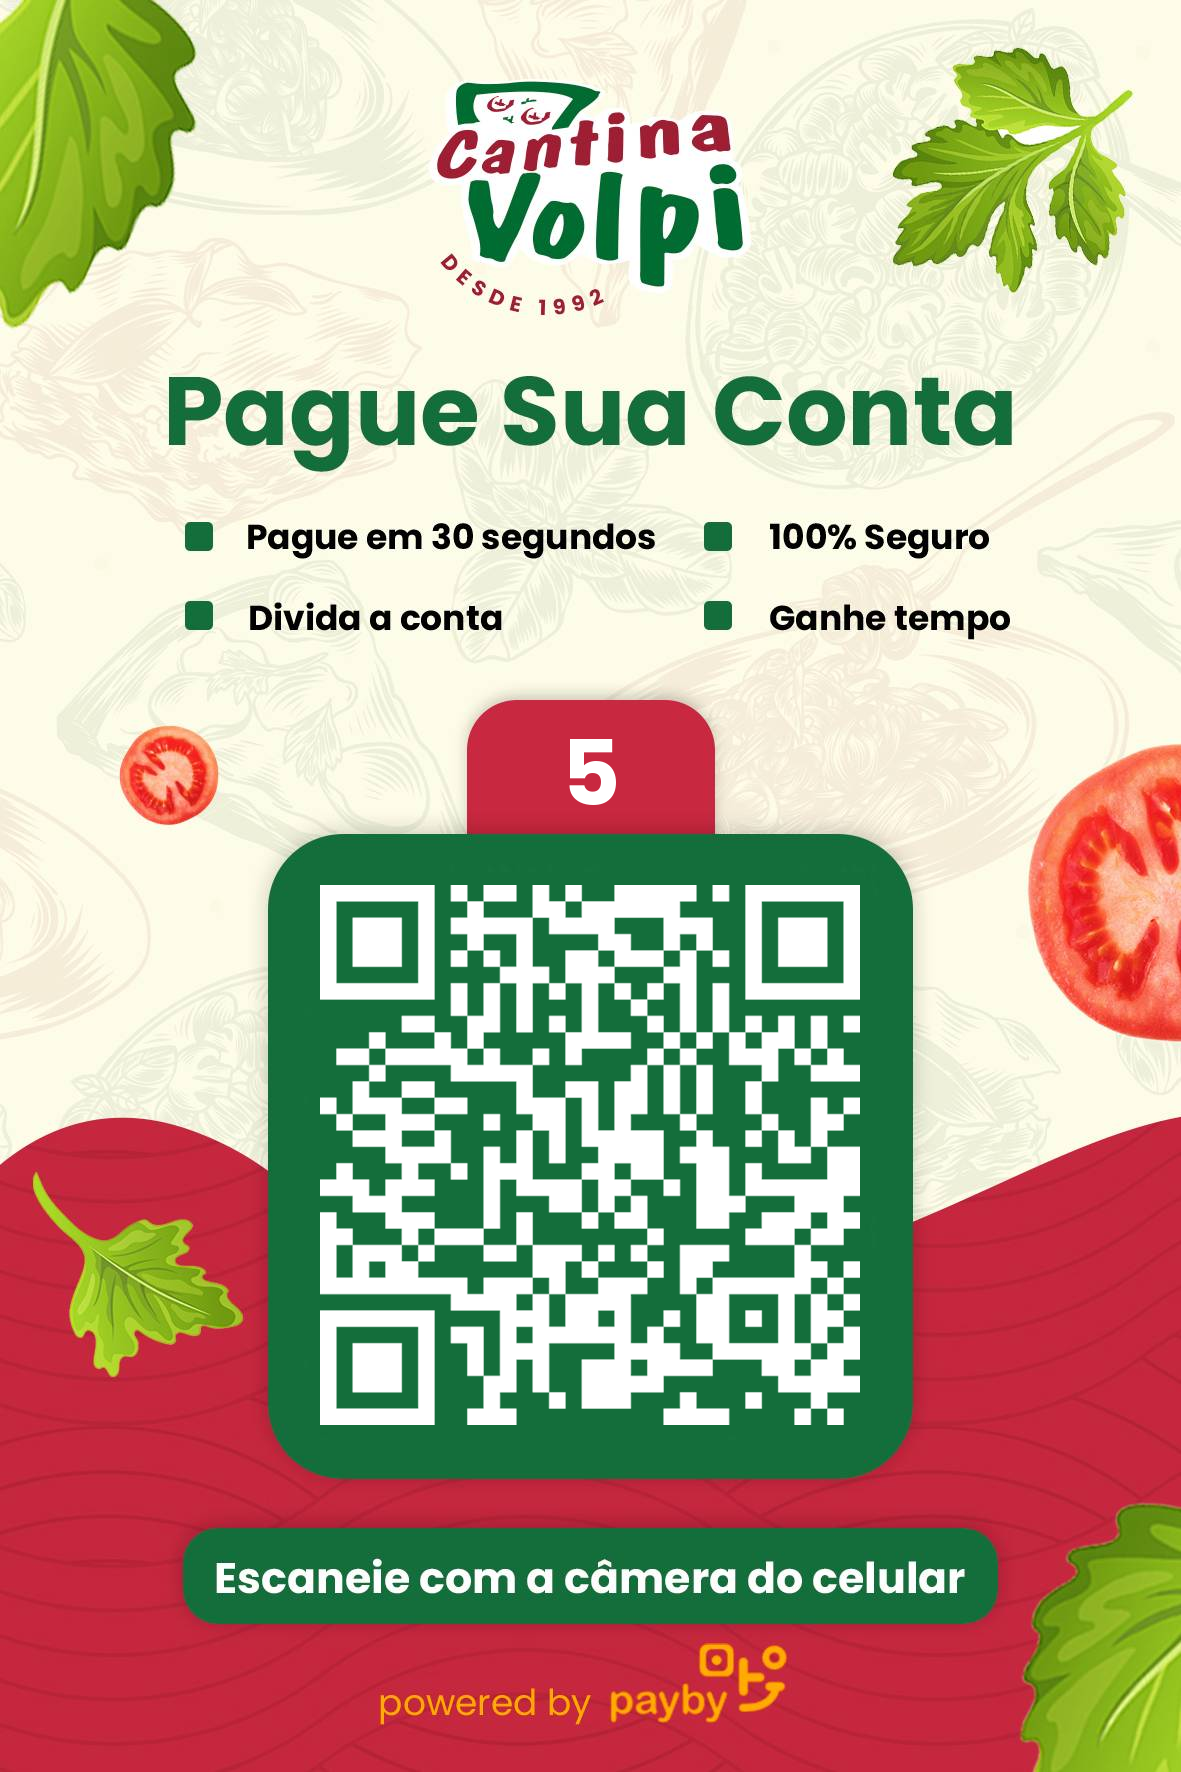 Cantina
Volpi
DESDE 1992
Pague Sua Conta
Pague em 30 segundos
100% Seguro
Divida a conta
Ganhe tempo
5
Escaneie com a câmera do celular
powered by payby